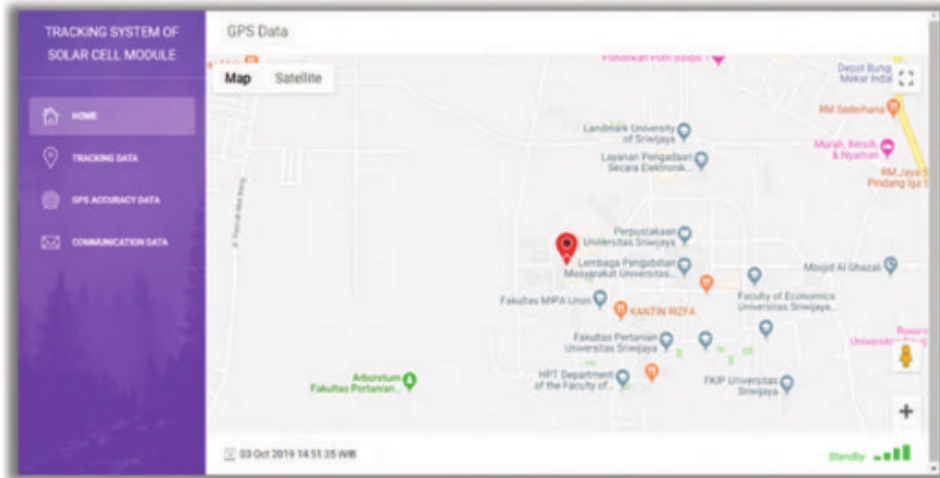 TRACKING SYSTEM OF
SOLAR CELL MODULE
HOME
TRACKING DATA
GPS ACCURACY DATA
COMMUNICATION DATA
GPS Data
Map Satellite
Depot Bung
Mekar Indal
RM Sederhana
Landmark University
of Sriwijaya
Layanan Pengadaan
Secara Elektronik...
Murah, Bersih,
& Nyaman
RM.Jaya
Pindang Iga
Perpustakaan
Universitas Sriwijaya
Lembaga Pengabdian
Masyarakat Universitas...
Masjid Al Ghazali
Fakultas MIPA Unsri
KANTIN RIZFA
Faculty of Economics
Universitas Sriwijaya..
Fakultas Pertanian
Universitas Sriwijaya
HPT Department
of the Faculty of..
FKIP Universitas
Sriwijaya
Arboretum
Fakultas Pertanian...
03 Oct 2019 14:51:35 WIB
Standby